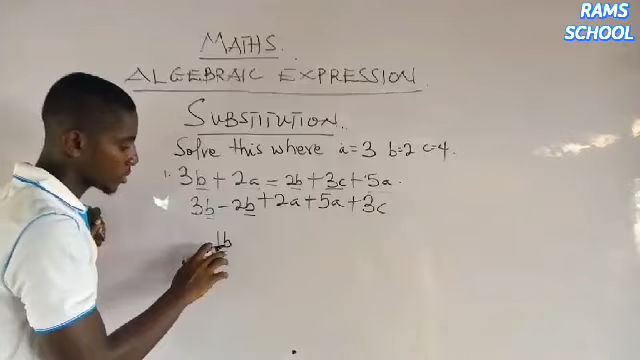 RAMS
SCHOOL
MATHS.
ALGEBRAIC EXPRESSION.
SUBSTITUTION.
Solve this where a=3 b=2 c=4.
1. 3b + 2a = 2b + 3c + 5a.
3b - 2b + 2a + 5a + 3c
1b